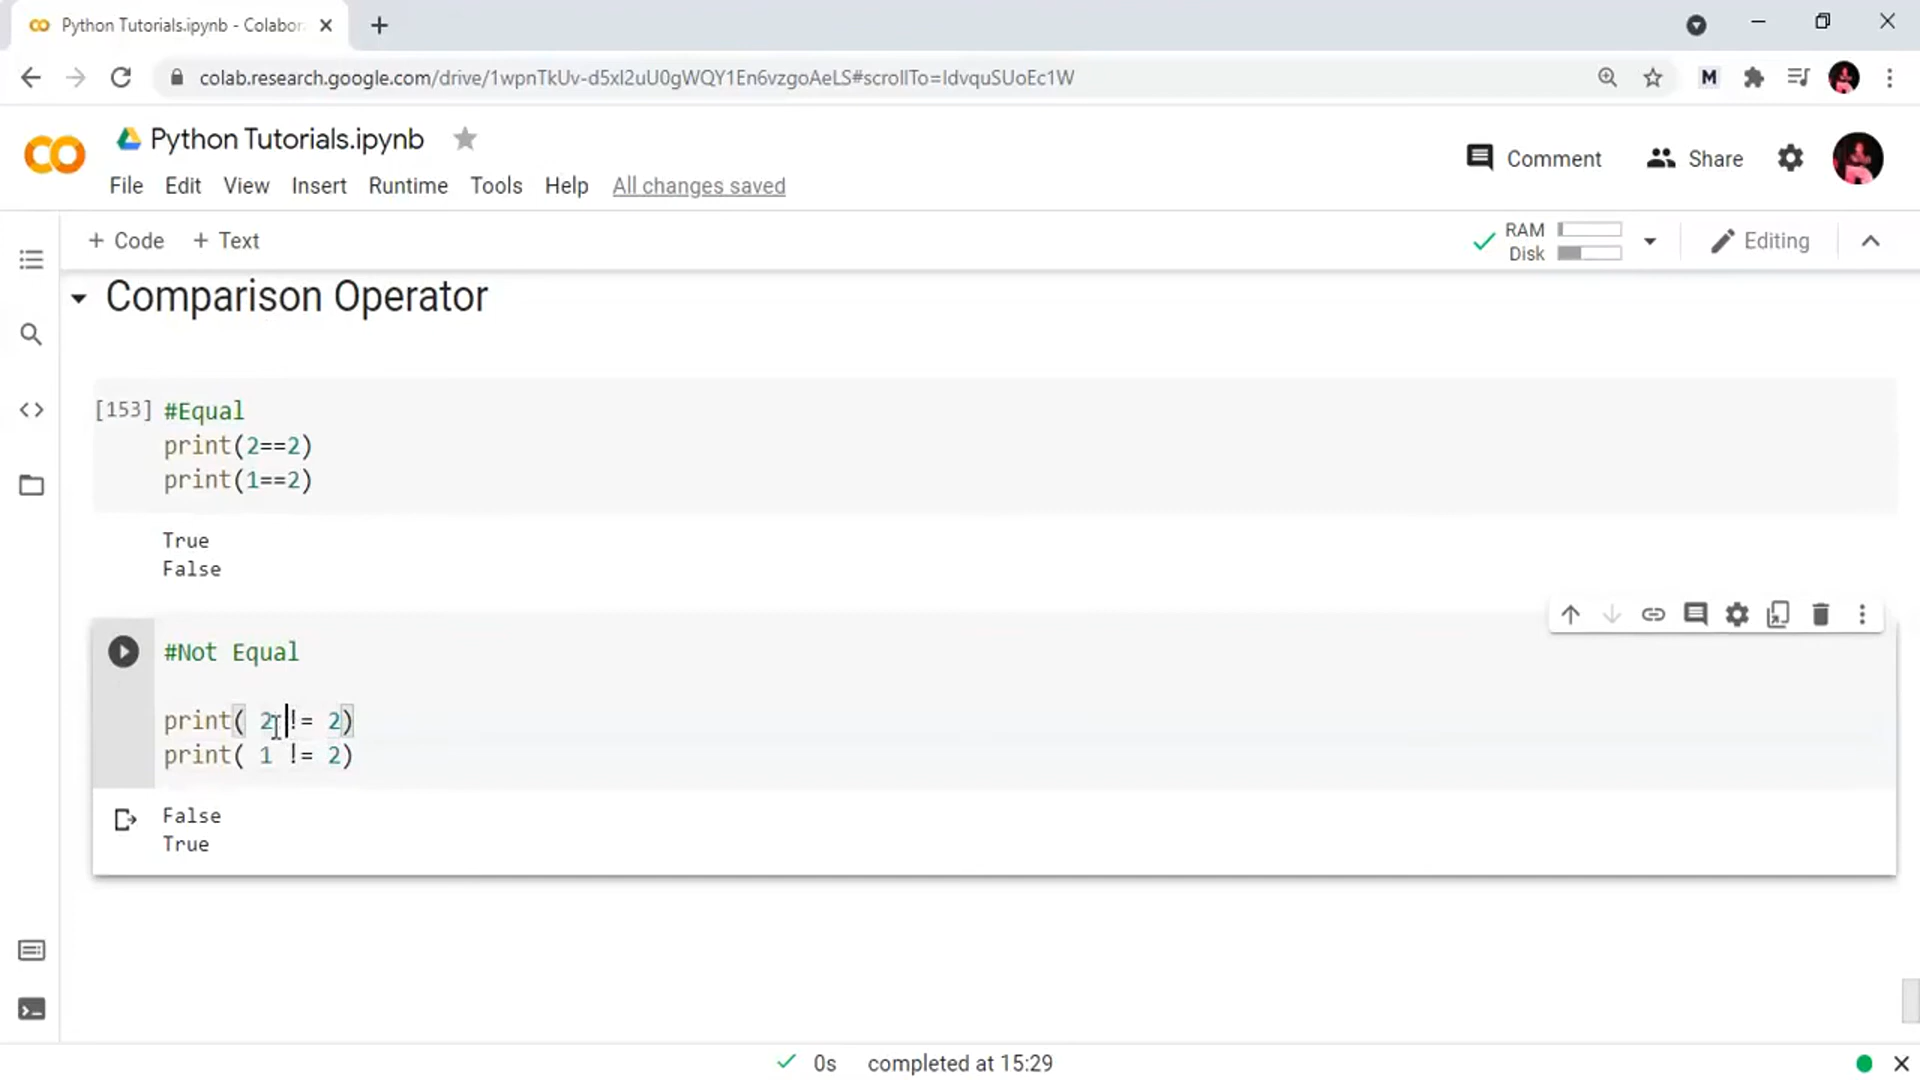 Python Tutorials.ipynb - Colabor
colab.research.google.com/drive/1wpnTkUv-d5xI2uU0gWQY1En6vzgoAeLS#scrollTo=IdvquSUoEc1W
M
Python Tutorials.ipynb
Comment
Share
File Edit View Insert Runtime Tools Help All changes saved
+ Code + Text
RAM
Disk
Editing
Comparison Operator
[153] #Equal
print(2==2)
print(1==2)
True
False
#Not Equal
print( 2 != 2)
print( 1 != 2)
False
True
0s completed at 15:29